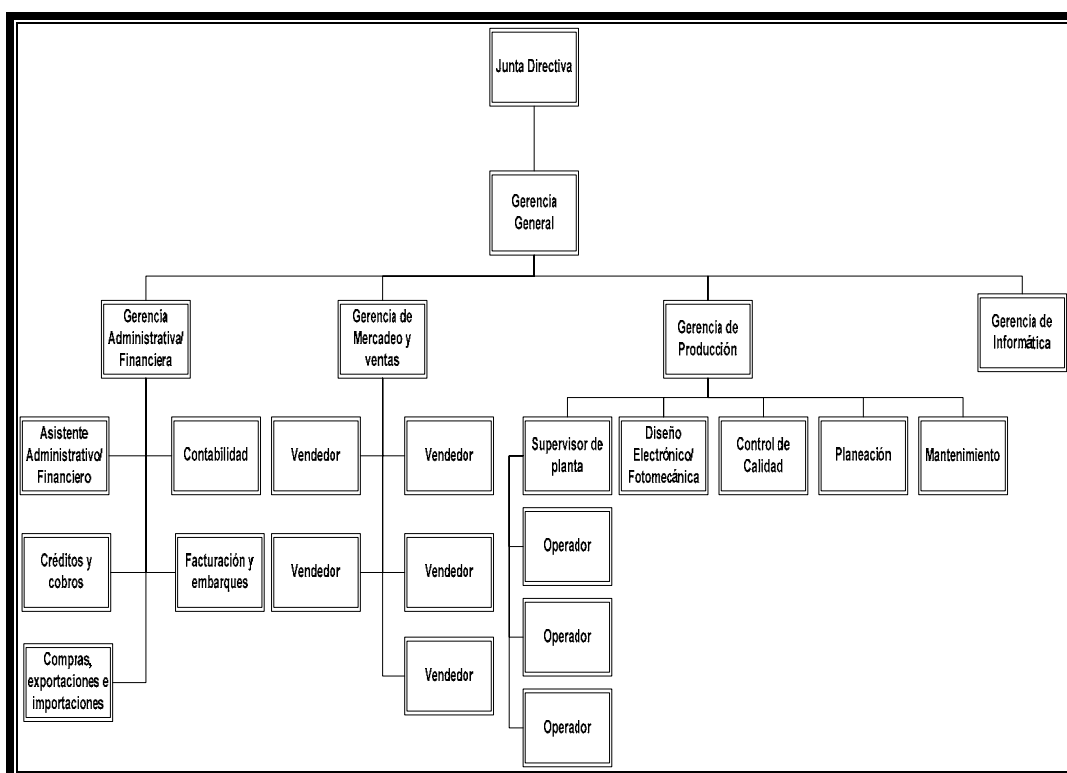 Junta Directiva
Gerencia
General
Gerencia
Administrativa/
Financiera
Gerencia de
Mercadeo y
ventas
Gerencia de
Producción
Gerencia de
Informática
Asistente
Administrativo/
Financiero
Contabilidad
Vendedor
Vendedor
Supervisor de
planta
Diseño
Electrónico/
Fotomecánica
Control de
Calidad
Planeación
Mantenimiento
Créditos y
cobros
Facturación y
embarques
Vendedor
Vendedor
Operador
Compras,
exportaciones e
importaciones
Vendedor
Operador
Operador